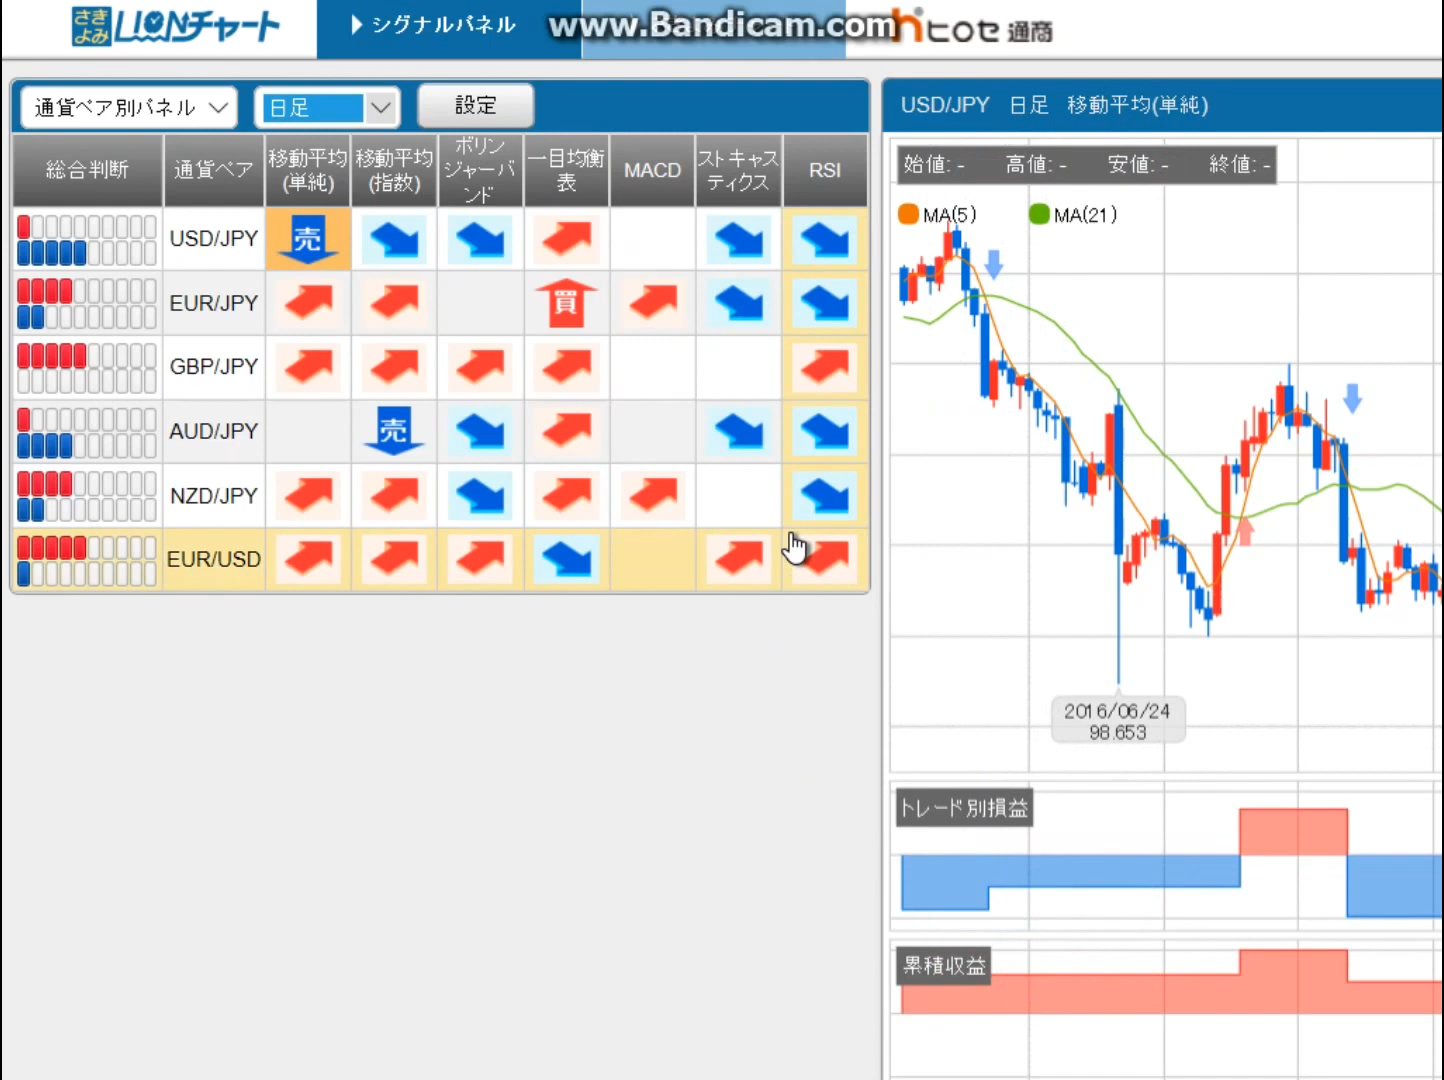 さき
よみ LIONチャート
シグナルパネル
www.Bandicam.com
ヒロセ通商
通貨ペア別パネル
日足
設定
総合判断
通貨ペア
移動平均
(単純)
移動平均
(指数)
ボリン
ジャーバ
ンド
一目均衡
表
MACD
ストキャス
ティクス
RSI
USD/JPY
売
EUR/JPY
買
GBP/JPY
AUD/JPY
売
NZD/JPY
EUR/USD
USD/JPY 日足 移動平均(単純)
始値: - 高値: - 安値: - 終値: -
MA(5) MA(21)
2016/06/24
98.653
トレード別損益
累積収益